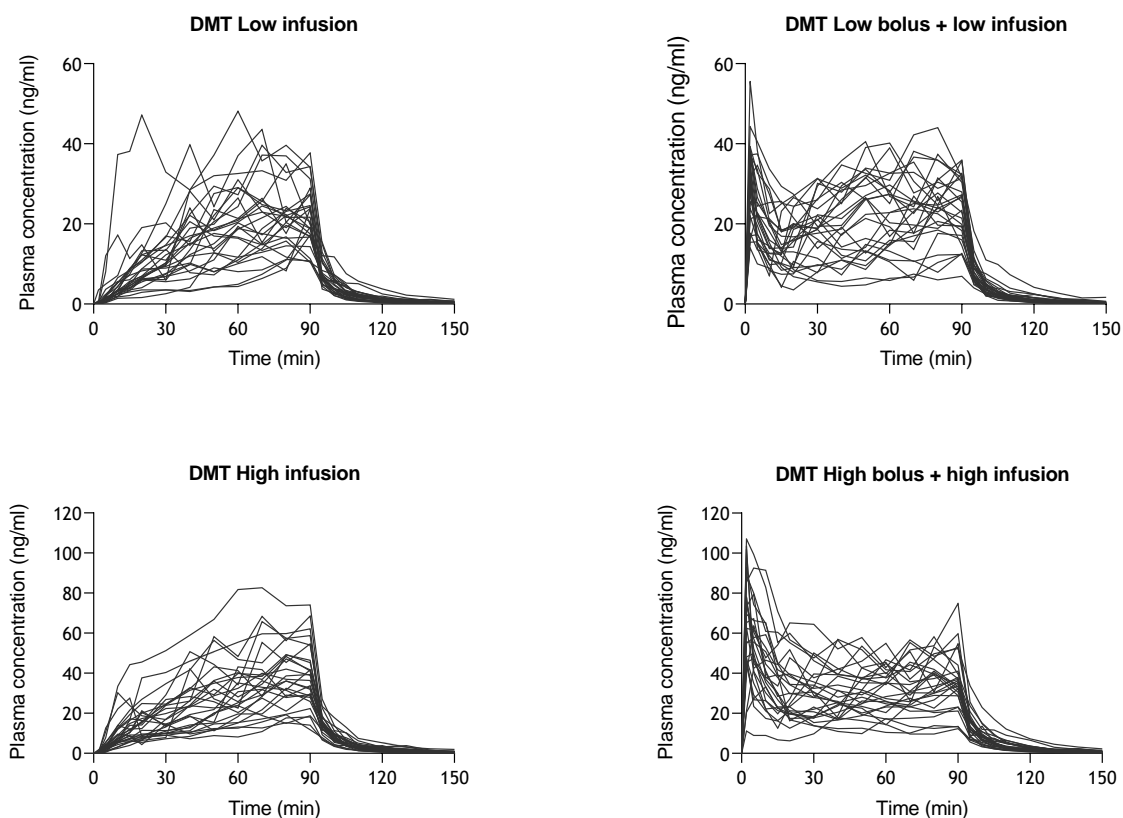 DMT Low infusion
Plasma concentration (ng/ml)
60
40
20
0
0 30 60 90 120 150
Time (min)
DMT Low bolus + low infusion
Plasma concentration (ng/ml)
60
40
20
0
0 30 60 90 120 150
Time (min)
DMT High infusion
Plasma concentration (ng/ml)
120
100
80
60
40
20
0
0 30 60 90 120 150
Time (min)
DMT High bolus + high infusion
Plasma concentration (ng/ml)
120
100
80
60
40
20
0
0 30 60 90 120 150
Time (min)